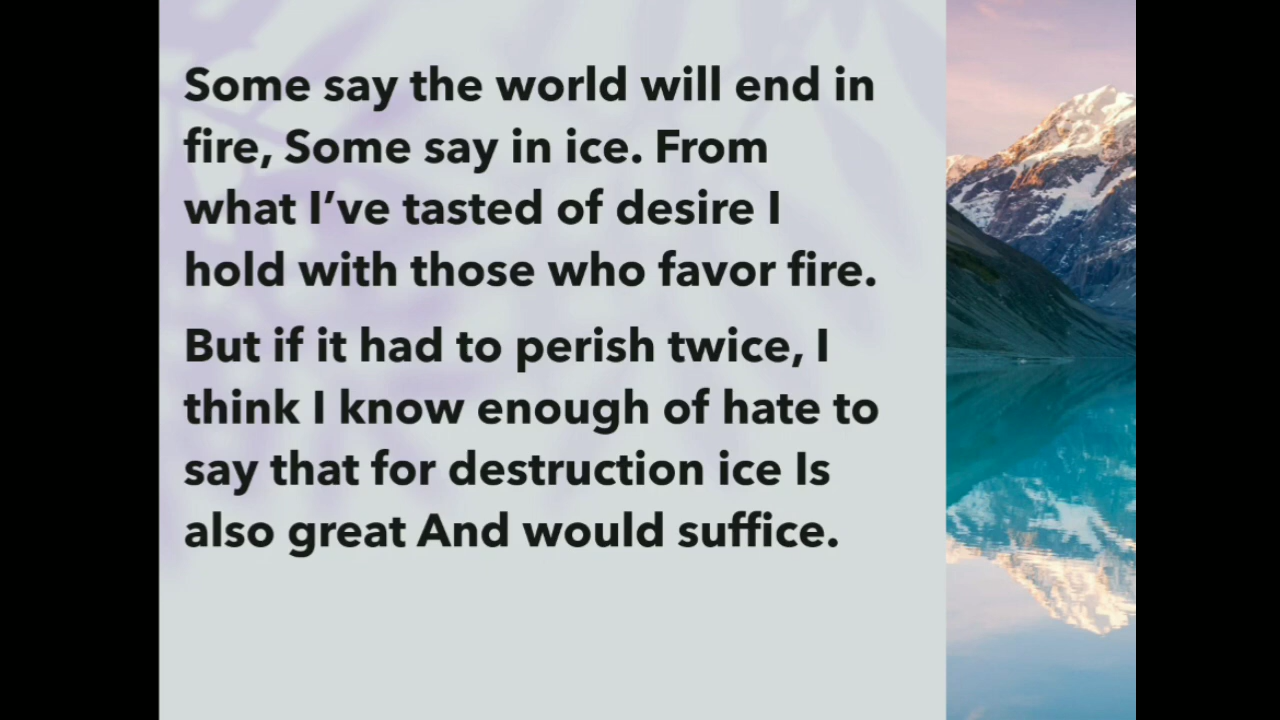 Some say the world will end in
fire, Some say in ice. From
what I’ve tasted of desire I
hold with those who favor fire.
But if it had to perish twice, I
think I know enough of hate to
say that for destruction ice Is
also great And would suffice.